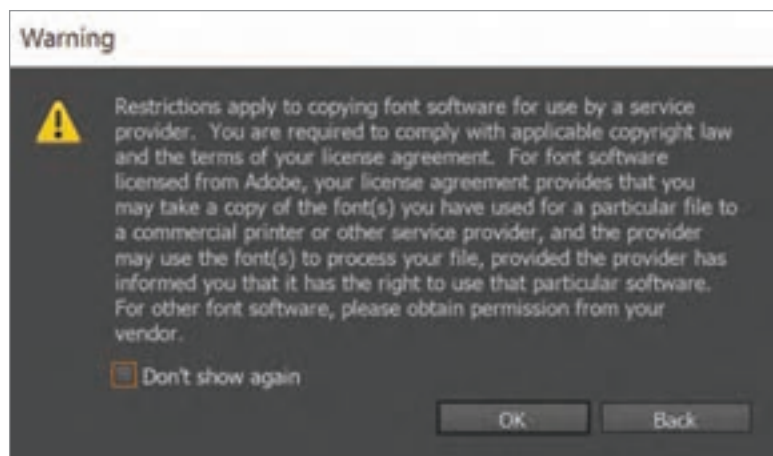 Warning
Restrictions apply to copying font software for use by a service
provider.  You are required to comply with applicable copyright law
and the terms of your license agreement.  For font software
licensed from Adobe, your license agreement provides that you
may take a copy of the font(s) you have used for a particular file to
a commercial printer or other service provider, and the provider
may use the font(s) to process your file, provided the provider has
informed you that it has the right to use that particular software.
For other font software, please obtain permission from your
vendor.
Don't show again
OK
Back